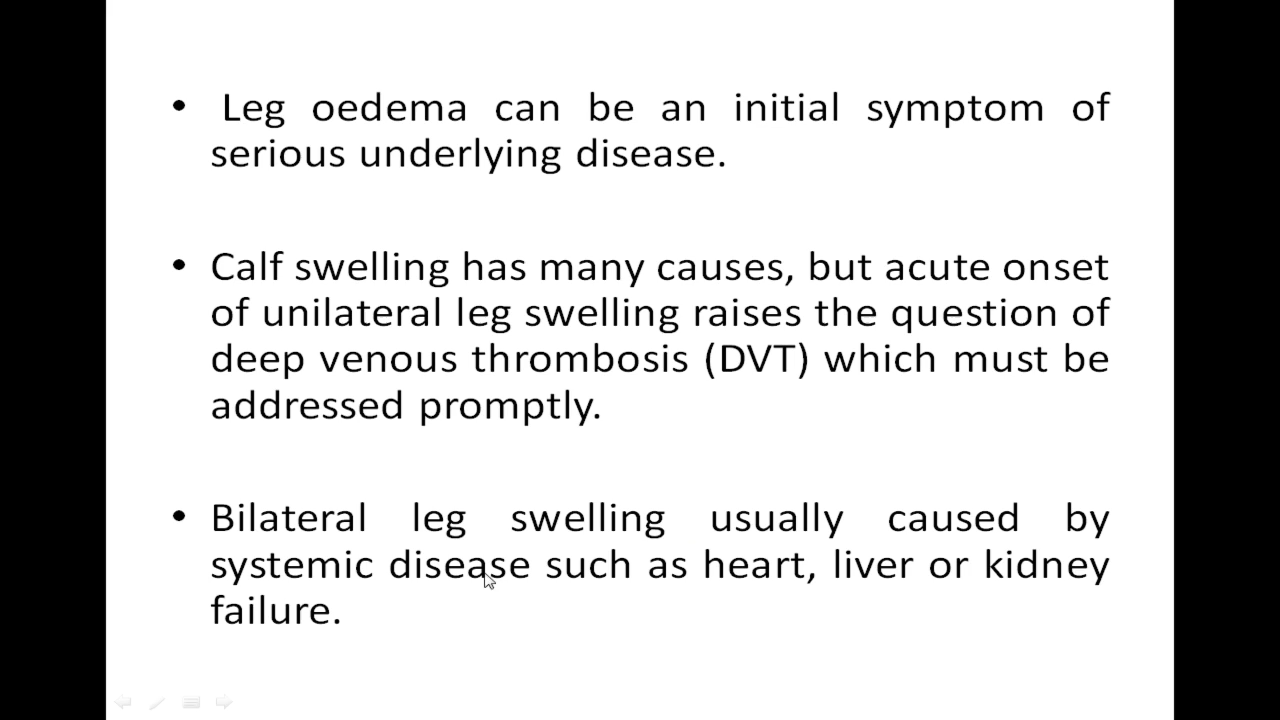 • Leg oedema can be an initial symptom of
serious underlying disease.
• Calf swelling has many causes, but acute onset
of unilateral leg swelling raises the question of
deep venous thrombosis (DVT) which must be
addressed promptly.
• Bilateral leg swelling usually caused by
systemic disease such as heart, liver or kidney
failure.